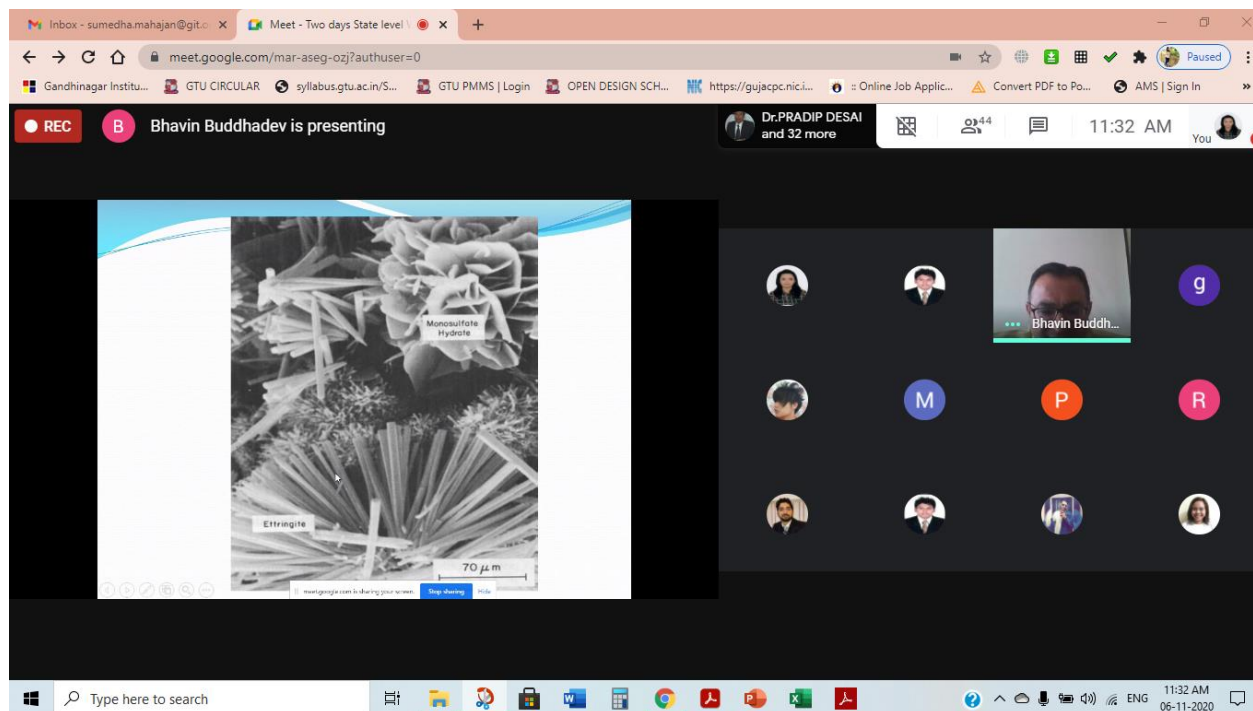 Inbox - sumedha.mahajan@git.o
Meet - Two days State level
meet.google.com/mar-aseg-ozj?authuser=0
Paused
Gandhinagar Institu...
GTU CIRCULAR
syllabus.gtu.ac.in/S...
GTU PMMS | Login
OPEN DESIGN SCH...
https://gujacpc.nic.i...
:: Online Job Applic...
Convert PDF to Po...
AMS | Sign In
REC
B
Bhavin Buddhadev is presenting
Dr.PRADIP DESAI
and 32 more
44
11:32 AM
You
Monosulfate
Hydrate
Ettringite
70 μm
meet.google.com is sharing your screen.
Stop sharing
Hide
Bhavin Buddh...
g
M
P
R
Type here to search
ENG
11:32 AM
06-11-2020